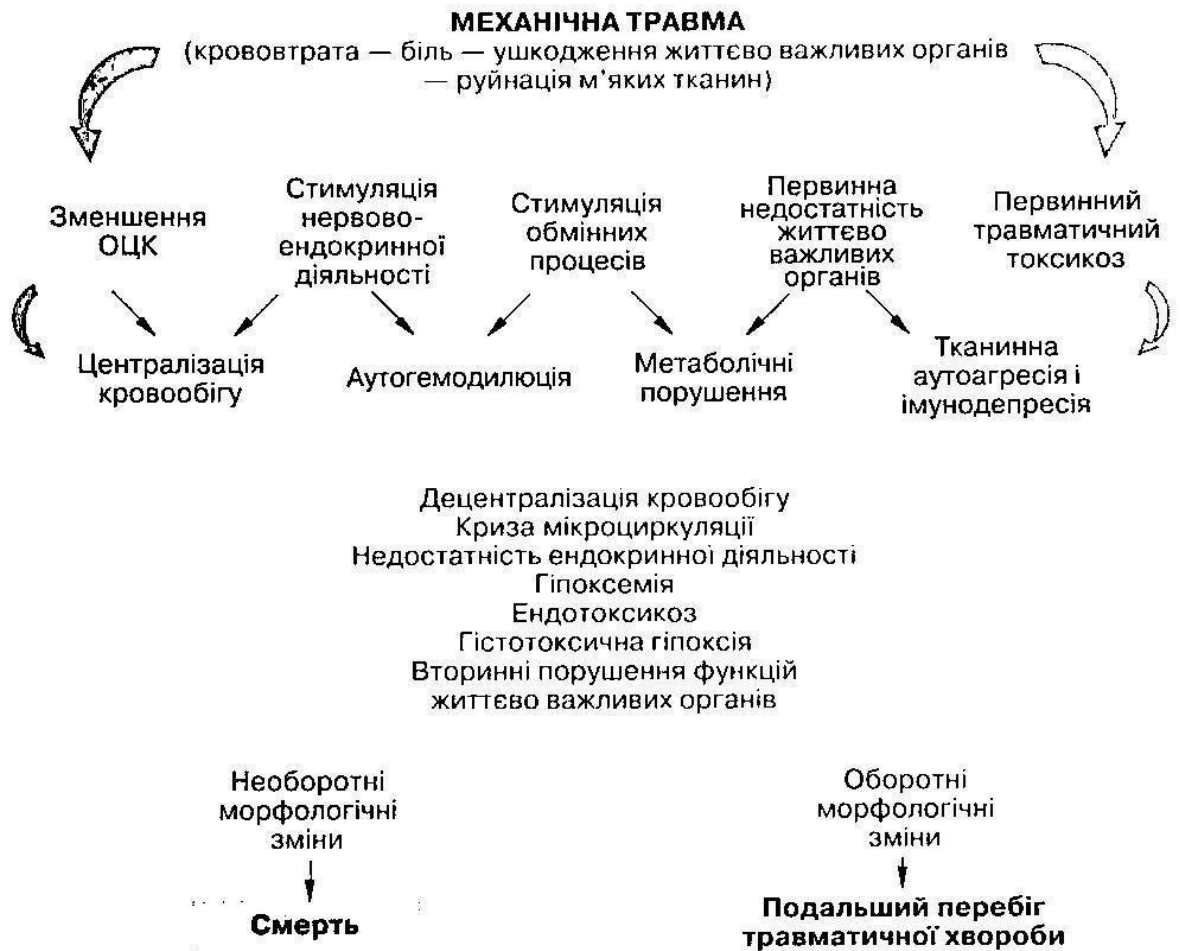 МЕХАНІЧНА ТРАВМА
(крововтрата — біль — ушкодження життєво важливих органів
— руйнація м'яких тканин)
Зменшення
ОЦК
Стимуляція
нервово-
ендокринної
діяльності
Стимуляція
обмінних
процесів
Первинна
недостатність
життєво
важливих
органів
Первинний
травматичний
токсикоз
Централізація
кровообігу
Аутогемодилюція
Метаболічні
порушення
Тканинна
аутоагресія і
імунодепресія
Децентралізація кровообігу
Криза мікроциркуляції
Недостатність ендокринної діяльності
Гіпоксемія
Ендотоксикоз
Гістотоксична гіпоксія
Вторинні порушення функцій
життєво важливих органів
Необоротні
морфологічні
зміни
Смерть
Оборотні
морфологічні
зміни
Подальший перебіг
травматичної хвороби